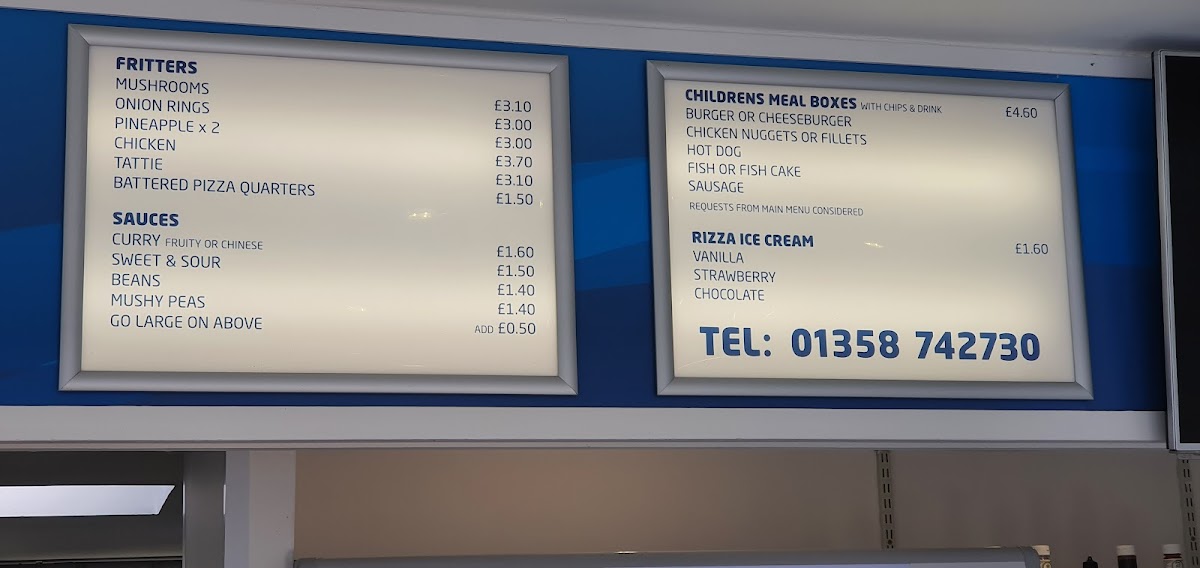 FRITTERS
MUSHROOMS £3.10
ONION RINGS £3.00
PINEAPPLE x 2 £3.00
CHICKEN £3.70
TATTIE £3.10
BATTERED PIZZA QUARTERS £1.50
SAUCES
CURRY FRUITY OR CHINESE £1.60
SWEET & SOUR £1.50
BEANS £1.40
MUSHY PEAS £1.40
GO LARGE ON ABOVE ADD £0.50
CHILDRENS MEAL BOXES WITH CHIPS & DRINK £4.60
BURGER OR CHEESEBURGER
CHICKEN NUGGETS OR FILLETS
HOT DOG
FISH OR FISH CAKE
SAUSAGE
REQUESTS FROM MAIN MENU CONSIDERED
RIZZA ICE CREAM £1.60
VANILLA
STRAWBERRY
CHOCOLATE
TEL: 01358 742730